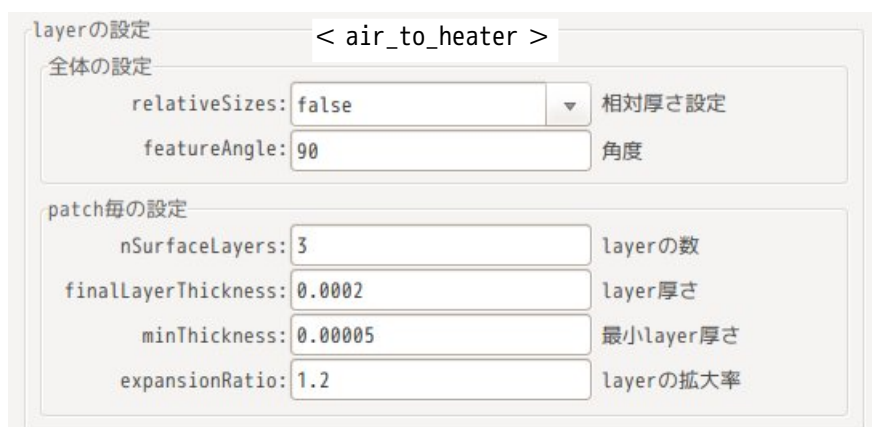 layerの設定
< air_to_heater >
全体の設定
relativeSizes: false 相対厚さ設定
featureAngle: 90 角度
patch毎の設定
nSurfaceLayers: 3 layerの数
finalLayerThickness: 0.0002 layer厚さ
minThickness: 0.00005 最小layer厚さ
expansionRatio: 1.2 layerの拡大率